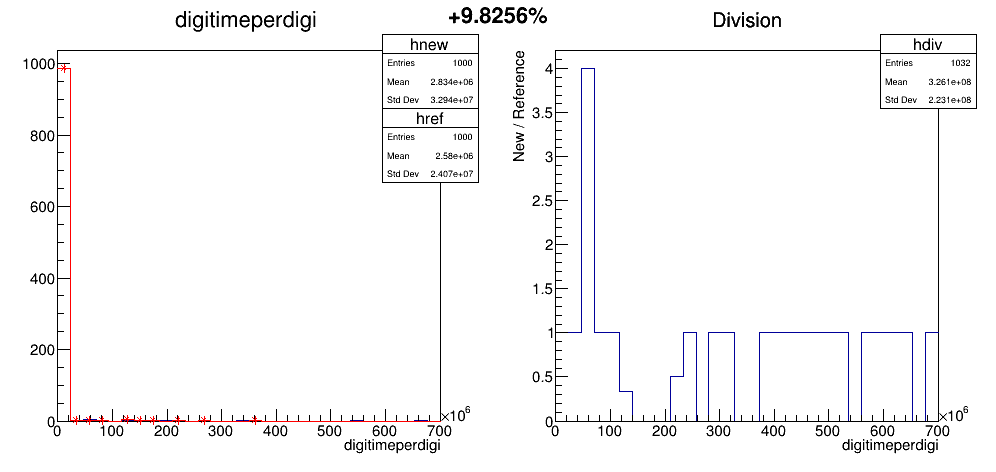 digitimeperdigi
+9.8256%
Division
hnew
Entries 1000
Mean 2.834e+06
Std Dev 3.294e+07
href
Entries 1000
Mean 2.58e+06
Std Dev 2.407e+07
1000
800
600
400
200
0
0 100 200 300 400 500 600 700
×10^6
digitimeperdigi
hdiv
Entries 1032
Mean 3.261e+08
Std Dev 2.231e+08
New / Reference
4
3.5
3
2.5
2
1.5
1
0.5
0
0 100 200 300 400 500 600 700
×10^6
digitimeperdigi